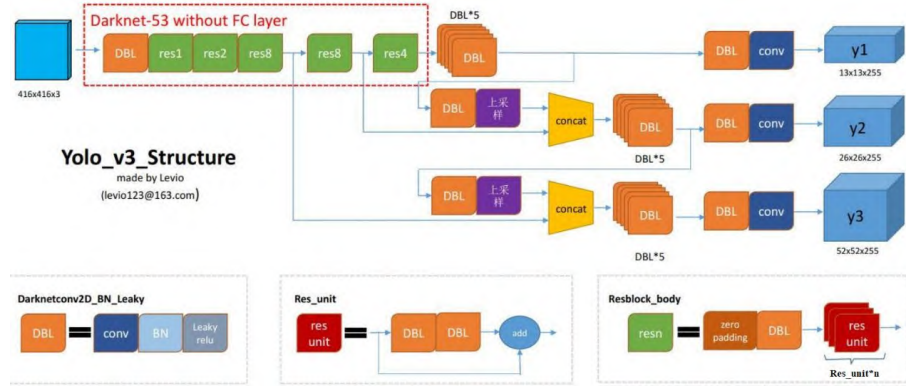 Darknet-53 without FC layer
DBL*5
DBL
res1
res2
res8
res8
res4
DBL
DBL
conv
y1
416x416x3
13x13x255
DBL
上采
样
concat
DBL
DBL
conv
y2
DBL*5
26x26x255
Yolo_v3_Structure
made by Levio
(levio123@163.com)
DBL
上采
样
concat
DBL
DBL
conv
y3
DBL*5
52x52x255
Darknetconv2D_BN_Leaky
DBL
conv
BN
Leaky
relu
Res_unit
res
unit
DBL
DBL
add
Resblock_body
resn
zero
padding
DBL
res
unit
Res_unit*n